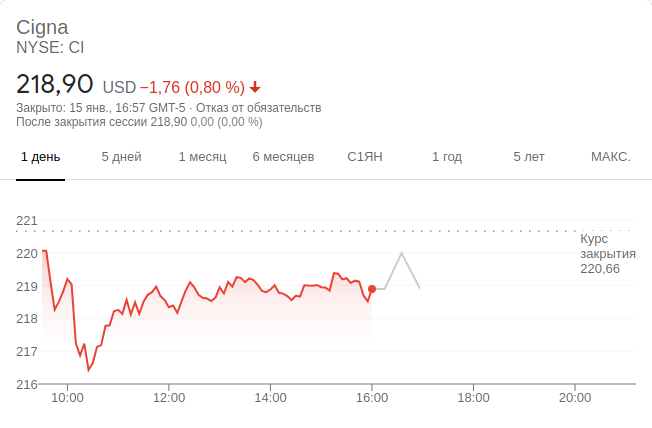 Cigna
NYSE: CI
218,90 USD −1,76 (0,80 %)
Закрыто: 15 янв., 16:57 GMT-5 · Отказ от обязательств
После закрытия сессии 218,90 0,00 (0,00 %)
1 день 5 дней 1 месяц 6 месяцев С1ЯН 1 год 5 лет МАКС.
221
Курс
закрытия
220,66
220
219
218
217
216
10:00 12:00 14:00 16:00 18:00 20:00